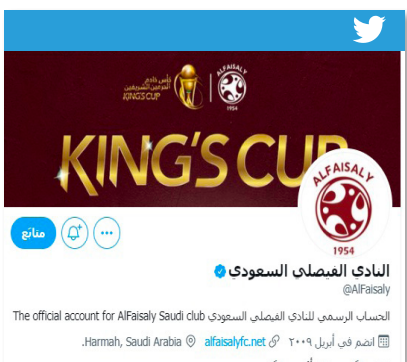 كأس خادم
الحرمين الشريفين
KING'S CUP
ALFAISALY
1954
KING'S CUP
ALFAISALY
1954
متابَع
النادي الفيصلي السعودي
@AlFaisaly
الحساب الرسمي للنادي الفيصلي السعودي The official account for AlFaisaly Saudi club
Harmah, Saudi Arabia alfaisalyfc.net انضم في أبريل ٢٠٠٩